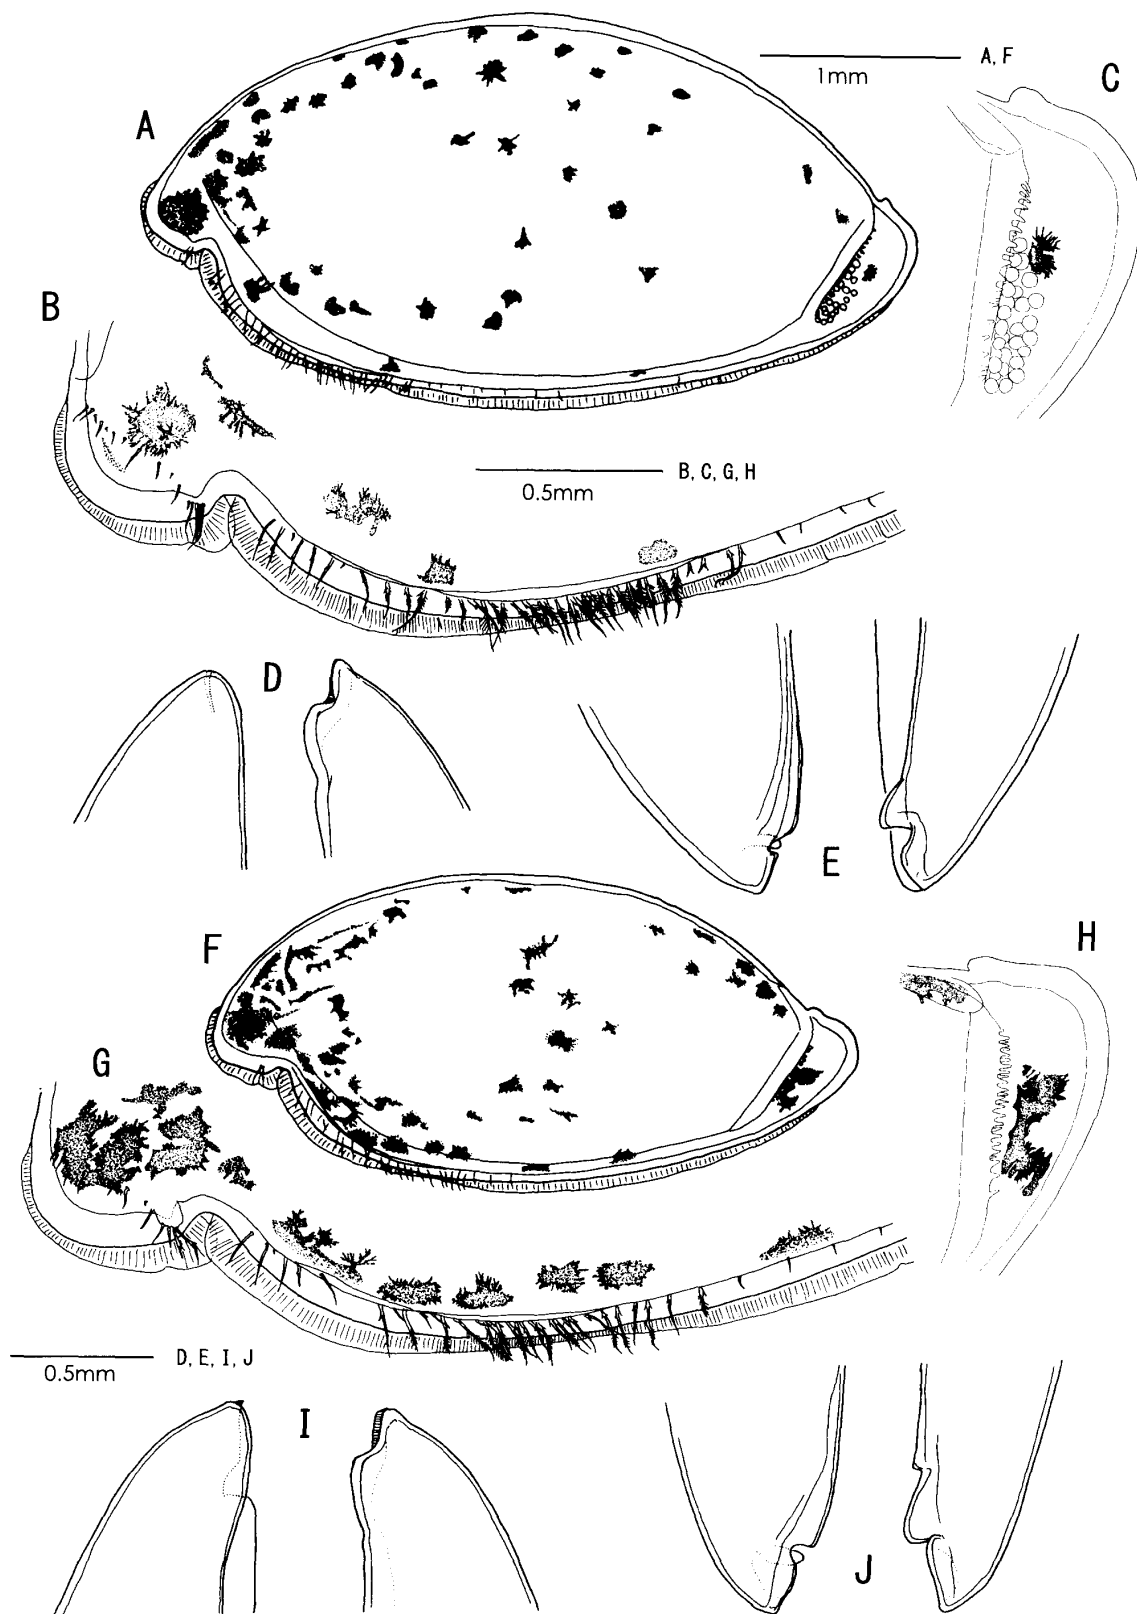 A, F
1mm
C
A
B
B, C, G, H
0.5mm
D
E
F
H
G
D, E, I, J
0.5mm
I
J